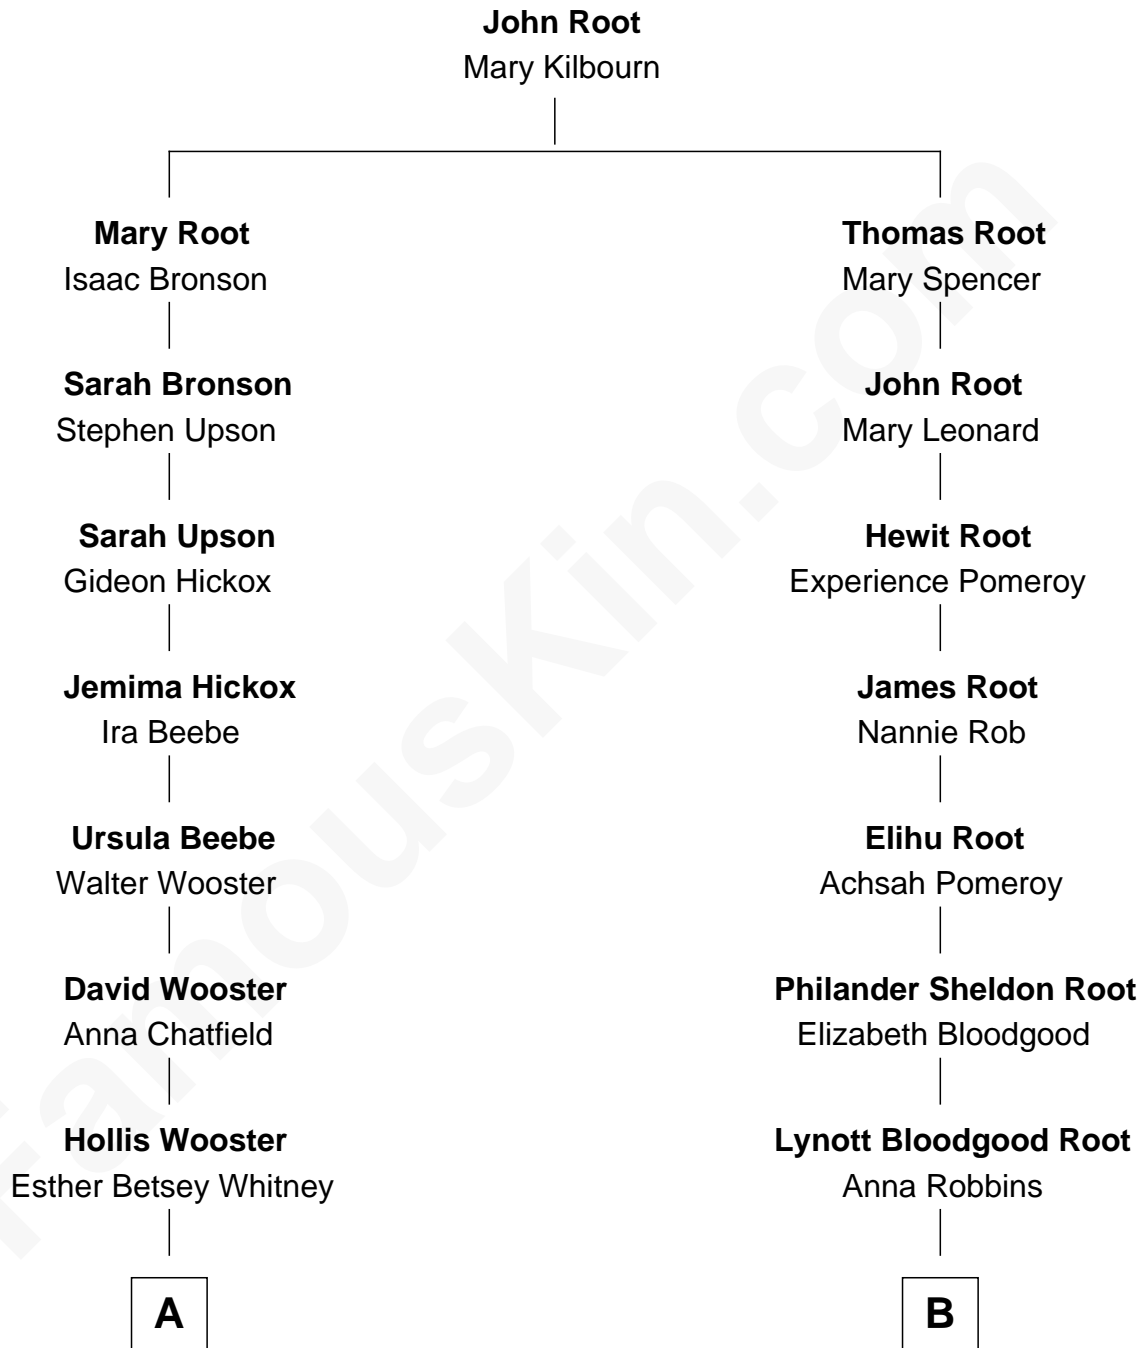 John Root
Mary Kilbourn
Mary Root
Isaac Bronson
Thomas Root
Mary Spencer
Sarah Bronson
Stephen Upson
John Root
Mary Leonard
Sarah Upson
Gideon Hickox
Hewit Root
Experience Pomeroy
Jemima Hickox
Ira Beebe
James Root
Nannie Rob
Ursula Beebe
Walter Wooster
Elihu Root
Achsah Pomeroy
David Wooster
Anna Chatfield
Philander Sheldon Root
Elizabeth Bloodgood
Hollis Wooster
Esther Betsey Whitney
Lynott Bloodgood Root
Anna Robbins
A
B
FamousKin.com